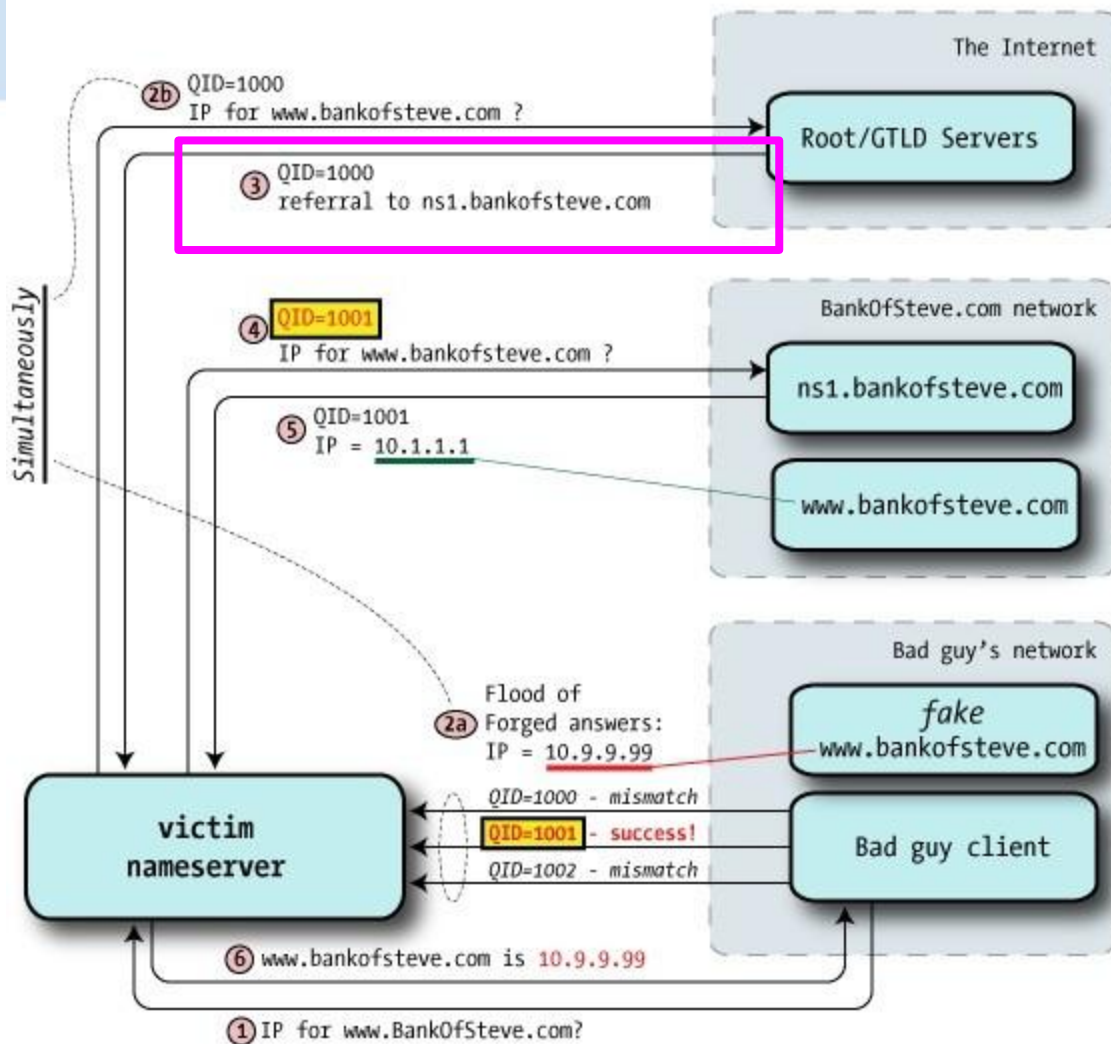 The Internet
2b QID=1000
IP for www.bankofsteve.com ?
Root/GTLD Servers
3 QID=1000
referral to ns1.bankofsteve.com
Simultaneously
BankOfSteve.com network
4 QID=1001
IP for www.bankofsteve.com ?
ns1.bankofsteve.com
5 QID=1001
IP = 10.1.1.1
www.bankofsteve.com
Bad guy's network
2a Flood of
Forged answers:
IP = 10.9.9.99
fake
www.bankofsteve.com
QID=1000 - mismatch
QID=1001 - success!
QID=1002 - mismatch
victim
nameserver
Bad guy client
6 www.bankofsteve.com is 10.9.9.99
1 IP for www.BankOfSteve.com?